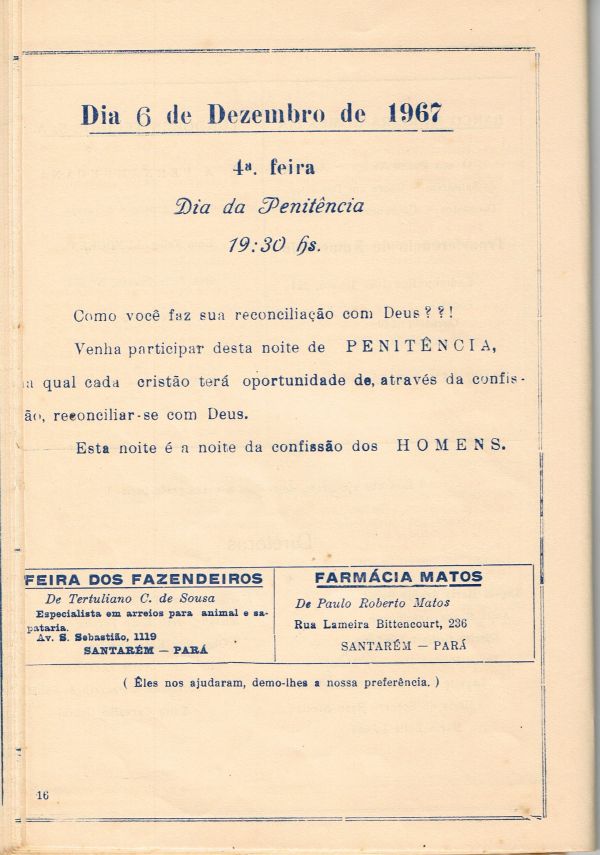 Dia 6 de Dezembro de 1967
4ª. feira
Dia da Penitência
19:30 hs.
Como você faz sua reconciliação com Deus??!
Venha participar desta noite de PENITÊNCIA,
a qual cada cristão terá oportunidade de, através da confis-
ão, reconciliar-se com Deus.
Esta noite é a noite da confissão dos HOMENS.
FEIRA DOS FAZENDEIROS
De Tertuliano C. de Sousa
Especialista em arreios para animal e sa-
pataria.
Av. S. Sebastião, 1119
SANTARÉM — PARÁ
FARMÁCIA MATOS
De Paulo Roberto Matos
Rua Lameira Bittencourt, 236
SANTARÉM — PARÁ
( Êles nos ajudaram, demo-lhes a nossa preferência. )
16